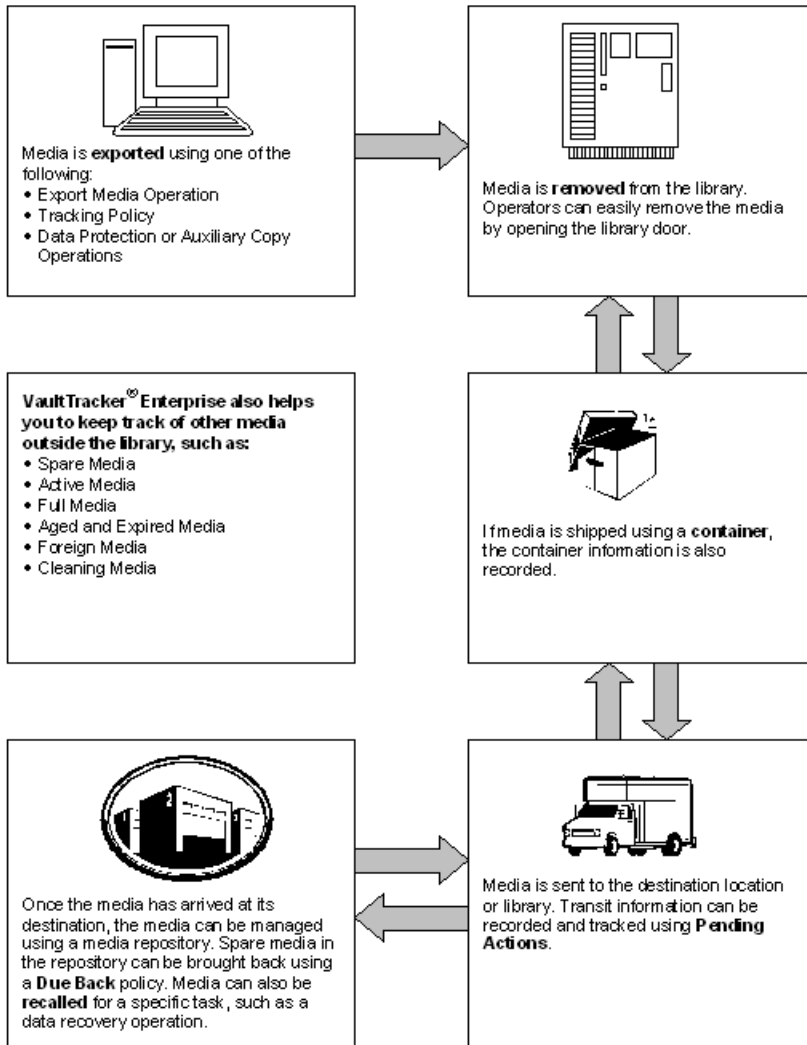 Media is exported using one of the
following:
• Export Media Operation
• Tracking Policy
• Data Protection or Auxiliary Copy
Operations
Media is removed from the library.
Operators can easily remove the media
by opening the library door.
VaultTracker® Enterprise also helps
you to keep track of other media
outside the library, such as:
• Spare Media
• Active Media
• Full Media
• Aged and Expired Media
• Foreign Media
• Cleaning Media
If media is shipped using a container,
the container information is also
recorded.
Once the media has arrived at its
destination, the media can be managed
using a media repository. Spare media in
the repository can be brought back using
a Due Back policy. Media can also be
recalled for a specific task, such as a
data recovery operation.
Media is sent to the destination location
or library. Transit information can be
recorded and tracked using Pending
Actions.